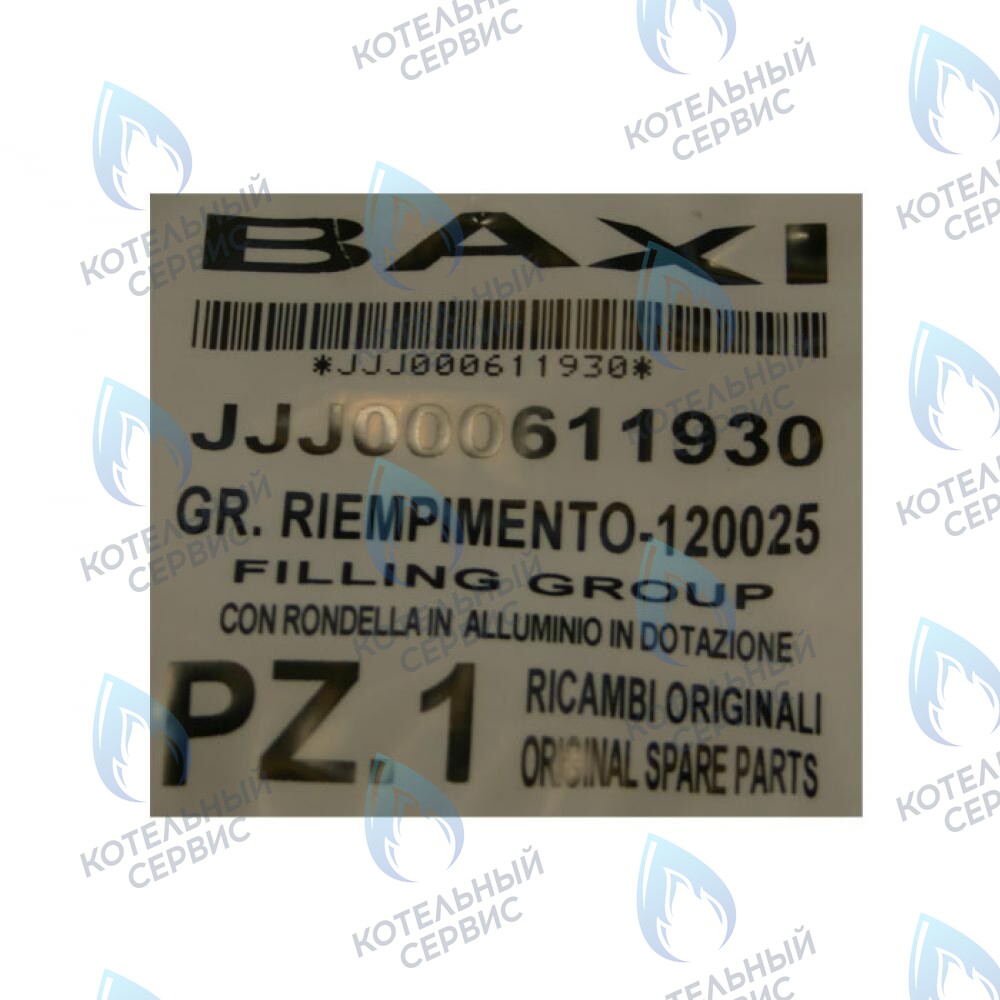 BAXI
*JJJ000611930*
JJJ000611930
GR. RIEMPIMENTO-120025
FILLING GROUP
CON RONDELLA IN ALLUMINIO IN DOTAZIONE
PZ.1
RICAMBI ORIGINALI
ORIGINAL SPARE PARTS
КОТЕЛЬНЫЙ
СЕРВИС